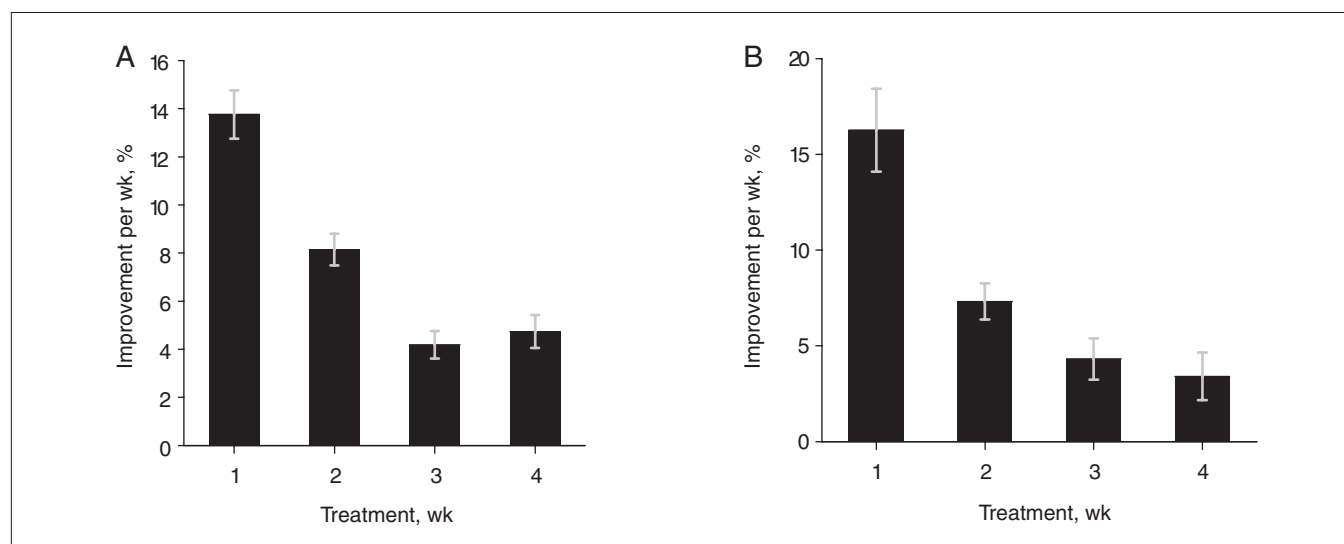 A
16
14
12
10
8
6
4
2
0
Improvement per wk, %
1 2 3 4
Treatment, wk
B
20
15
10
5
0
Improvement per wk, %
1 2 3 4
Treatment, wk